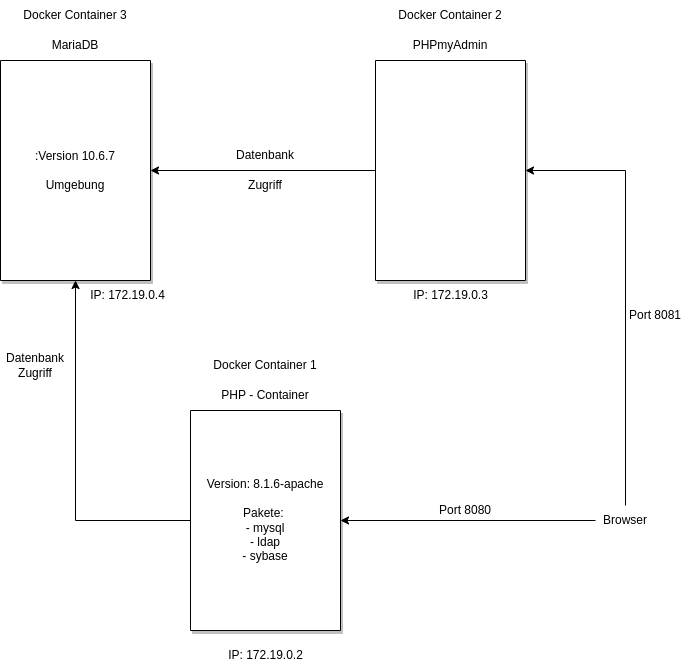 Docker Container 3
MariaDB
:Version 10.6.7
Umgebung
IP: 172.19.0.4
Docker Container 2
PHPmyAdmin
IP: 172.19.0.3
Datenbank
Zugriff
Port 8081
Datenbank
Zugriff
Docker Container 1
PHP - Container
Version: 8.1.6-apache
Pakete:
- mysql
- ldap
- sybase
IP: 172.19.0.2
Port 8080
Browser